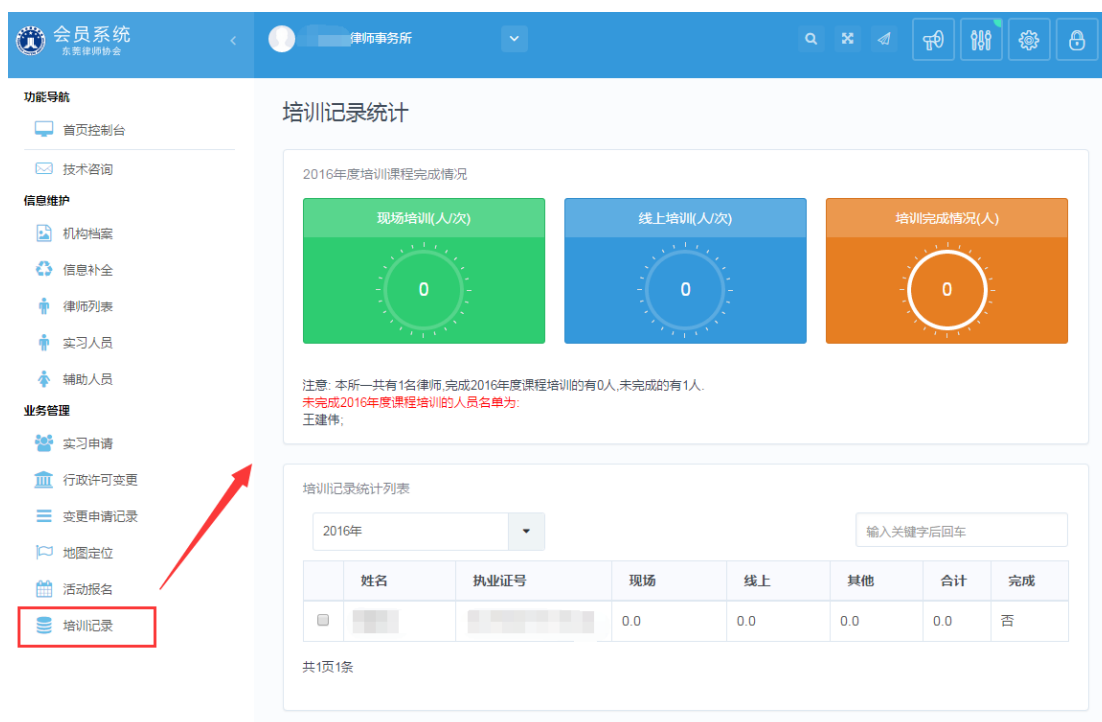 会员系统
东莞律师协会
律师事务所
功能导航
首页控制台
技术咨询
信息维护
机构档案
信息补全
律师列表
实习人员
辅助人员
业务管理
实习申请
行政许可变更
变更申请记录
地图定位
活动报名
培训记录
培训记录统计
2016年度培训课程完成情况
现场培训(人/次)
0
线上培训(人/次)
0
培训完成情况(人)
0
注意: 本所一共有1名律师,完成2016年度课程培训的有0人,未完成的有1人.
未完成2016年度课程培训的人员名单为:
王建伟;
培训记录统计列表
2016年
输入关键字后回车
姓名 执业证号 现场 线上 其他 合计 完成
0.0 0.0 0.0 0.0 否
共1页1条